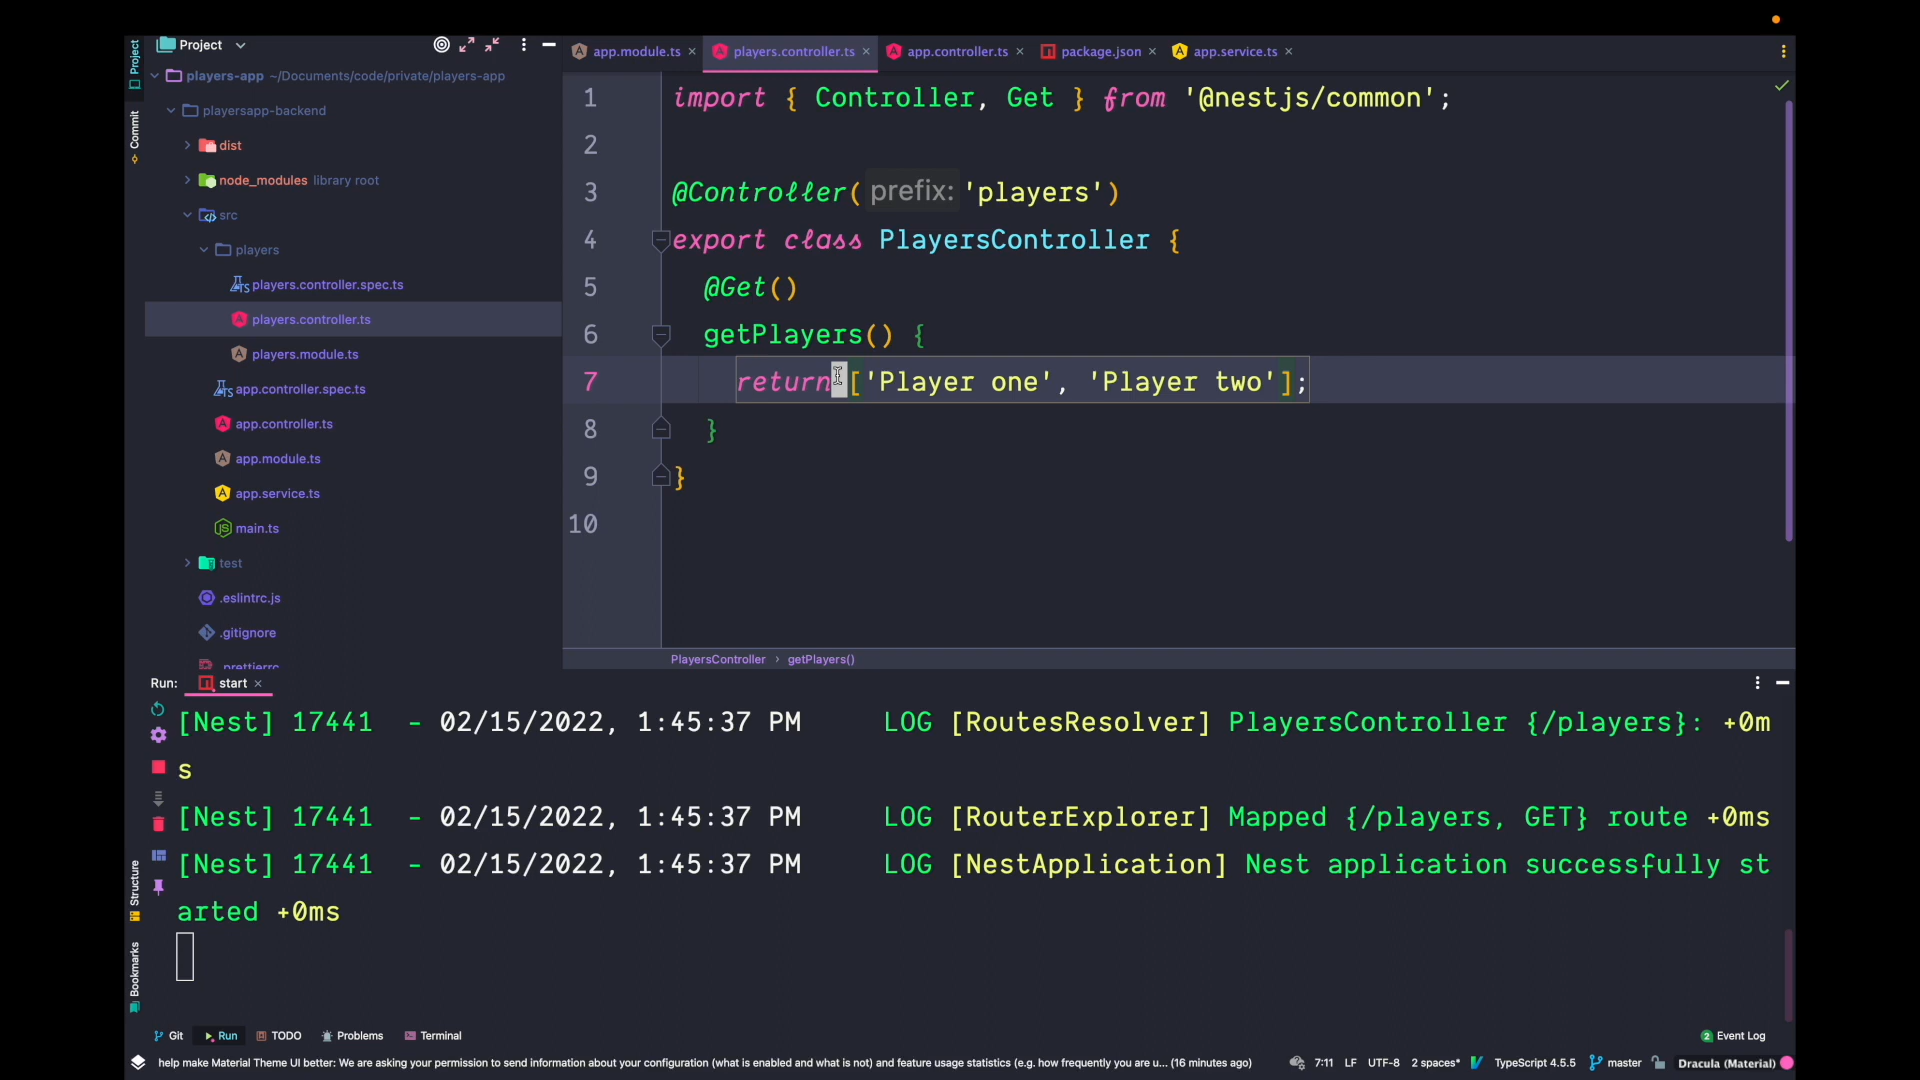 Project
players-app ~/Documents/code/private/players-app
playersapp-backend
dist
node_modules library root
src
players
players.controller.spec.ts
players.controller.ts
players.module.ts
app.controller.spec.ts
app.controller.ts
app.module.ts
app.service.ts
main.ts
test
.eslintrc.js
.gitignore
.prettierrc
Project
Commit
Structure
Bookmarks
app.module.ts players.controller.ts app.controller.ts package.json app.service.ts
1 import { Controller, Get } from '@nestjs/common';
2
3 @Controller( prefix: 'players')
4 export class PlayersController {
5 @Get()
6 getPlayers() {
7 return ['Player one', 'Player two'];
8 }
9 }
10
PlayersController › getPlayers()
Run: start
[Nest] 17441 - 02/15/2022, 1:45:37 PM LOG [RoutesResolver] PlayersController {/players}: +0m
s
[Nest] 17441 - 02/15/2022, 1:45:37 PM LOG [RouterExplorer] Mapped {/players, GET} route +0ms
[Nest] 17441 - 02/15/2022, 1:45:37 PM LOG [NestApplication] Nest application successfully st
arted +0ms
Git Run TODO Problems Terminal 2 Event Log
help make Material Theme UI better: We are asking your permission to send information about your configuration (what is enabled and what is not) and feature usage statistics (e.g. how frequently you are u... (16 minutes ago) 7:11 LF UTF-8 2 spaces* TypeScript 4.5.5 master Dracula (Material)